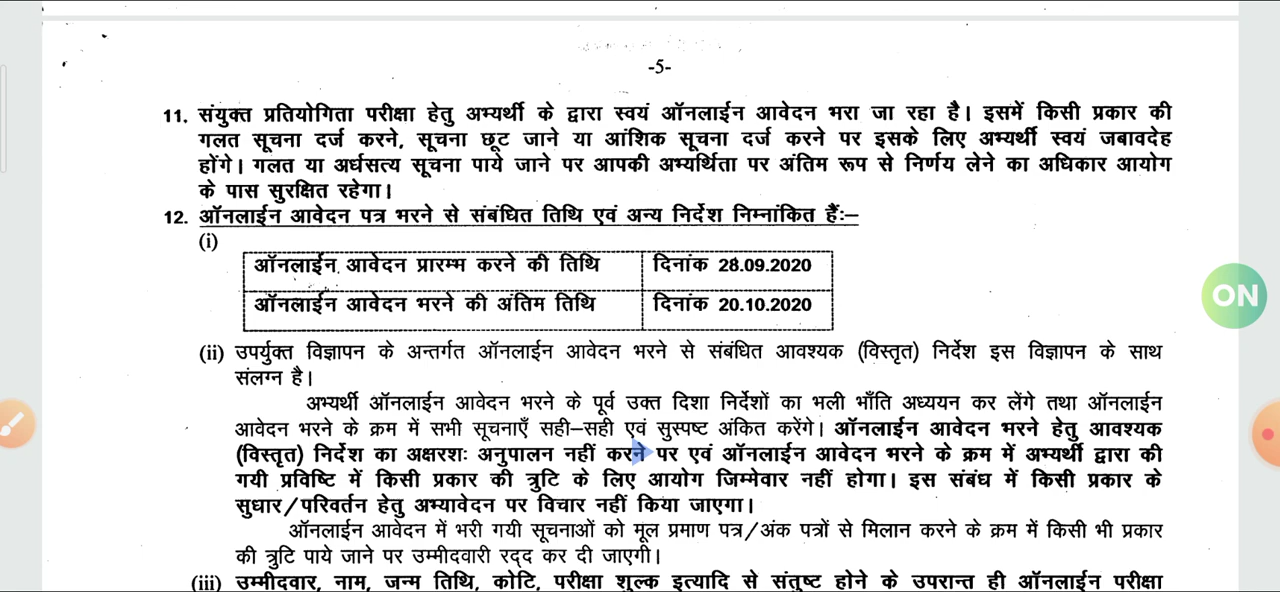 -5-
11. संयुक्त प्रतियोगिता परीक्षा हेतु अभ्यर्थी के द्वारा स्वयं ऑनलाईन आवेदन भरा जा रहा है। इसमें किसी प्रकार की
गलत सूचना दर्ज करने, सूचना छूट जाने या आंशिक सूचना दर्ज करने पर इसके लिए अभ्यर्थी स्वयं जबावदेह
होंगे। गलत या अर्धसत्य सूचना पाये जाने पर आपकी अभ्यर्थिता पर अंतिम रूप से निर्णय लेने का अधिकार आयोग
के पास सुरक्षित रहेगा।
12. ऑनलाईन आवेदन पत्र भरने से संबंधित तिथि एवं अन्य निर्देश निम्नांकित हैं:–
(i)
ऑनलाईन आवेदन प्रारम्भ करने की तिथि दिनांक 28.09.2020
ऑनलाईन आवेदन भरने की अंतिम तिथि दिनांक 20.10.2020
ON
(ii) उपर्युक्त विज्ञापन के अन्तर्गत ऑनलाईन आवेदन भरने से संबंधित आवश्यक (विस्तृत) निर्देश इस विज्ञापन के साथ
संलग्न है।
अभ्यर्थी ऑनलाईन आवेदन भरने के पूर्व उक्त दिशा निर्देशों का भली भाँति अध्ययन कर लेंगे तथा ऑनलाईन
आवेदन भरने के क्रम में सभी सूचनाएँ सही–सही एवं सुस्पष्ट अंकित करेंगे। ऑनलाईन आवेदन भरने हेतु आवश्यक
(विस्तृत) निर्देश का अक्षरशः अनुपालन नहीं करने पर एवं ऑनलाईन आवेदन भरने के क्रम में अभ्यर्थी द्वारा की
गयी प्रविष्टि में किसी प्रकार की त्रुटि के लिए आयोग जिम्मेवार नहीं होगा। इस संबंध में किसी प्रकार के
सुधार/परिवर्तन हेतु अभ्यावेदन पर विचार नहीं किया जाएगा।
ऑनलाईन आवेदन में भरी गयी सूचनाओं को मूल प्रमाण पत्र/अंक पत्रों से मिलान करने के क्रम में किसी भी प्रकार
की त्रुटि पाये जाने पर उम्मीदवारी रद्द कर दी जाएगी।
(iii) उम्मीदवार, नाम, जन्म तिथि, कोटि, परीक्षा शुल्क इत्यादि से संतुष्ट होने के उपरान्त ही ऑनलाईन परीक्षा